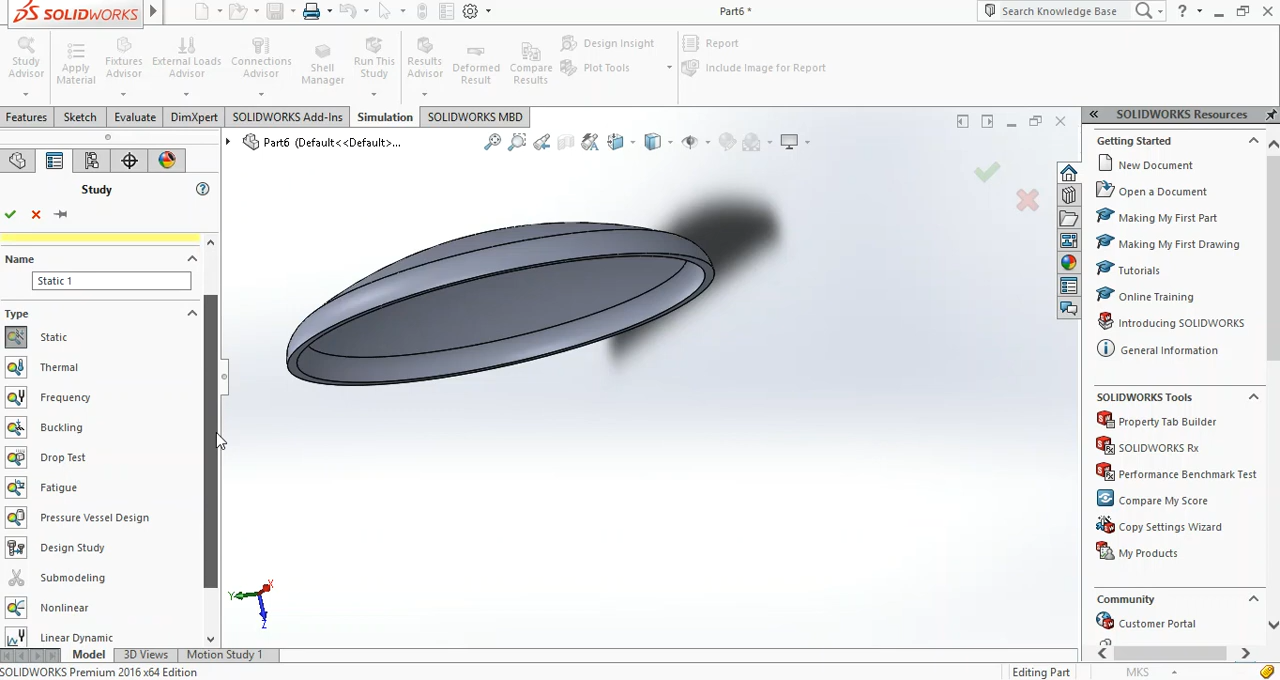 SOLIDWORKS
Part6 *
Search Knowledge Base
Study Advisor
Apply Material
Fixtures Advisor
External Loads Advisor
Connections Advisor
Shell Manager
Run This Study
Results Advisor
Deformed Result
Compare Results
Design Insight
Plot Tools
Report
Include Image for Report
Features
Sketch
Evaluate
DimXpert
SOLIDWORKS Add-Ins
Simulation
SOLIDWORKS MBD
Part6 (Default<<Default>...
Study
Name
Static 1
Type
Static
Thermal
Frequency
Buckling
Drop Test
Fatigue
Pressure Vessel Design
Design Study
Submodeling
Nonlinear
Linear Dynamic
X
Y
Z
SOLIDWORKS Resources
Getting Started
New Document
Open a Document
Making My First Part
Making My First Drawing
Tutorials
Online Training
Introducing SOLIDWORKS
General Information
SOLIDWORKS Tools
Property Tab Builder
SOLIDWORKS Rx
Performance Benchmark Test
Compare My Score
Copy Settings Wizard
My Products
Community
Customer Portal
Model
3D Views
Motion Study 1
SOLIDWORKS Premium 2016 x64 Edition
Editing Part
MKS